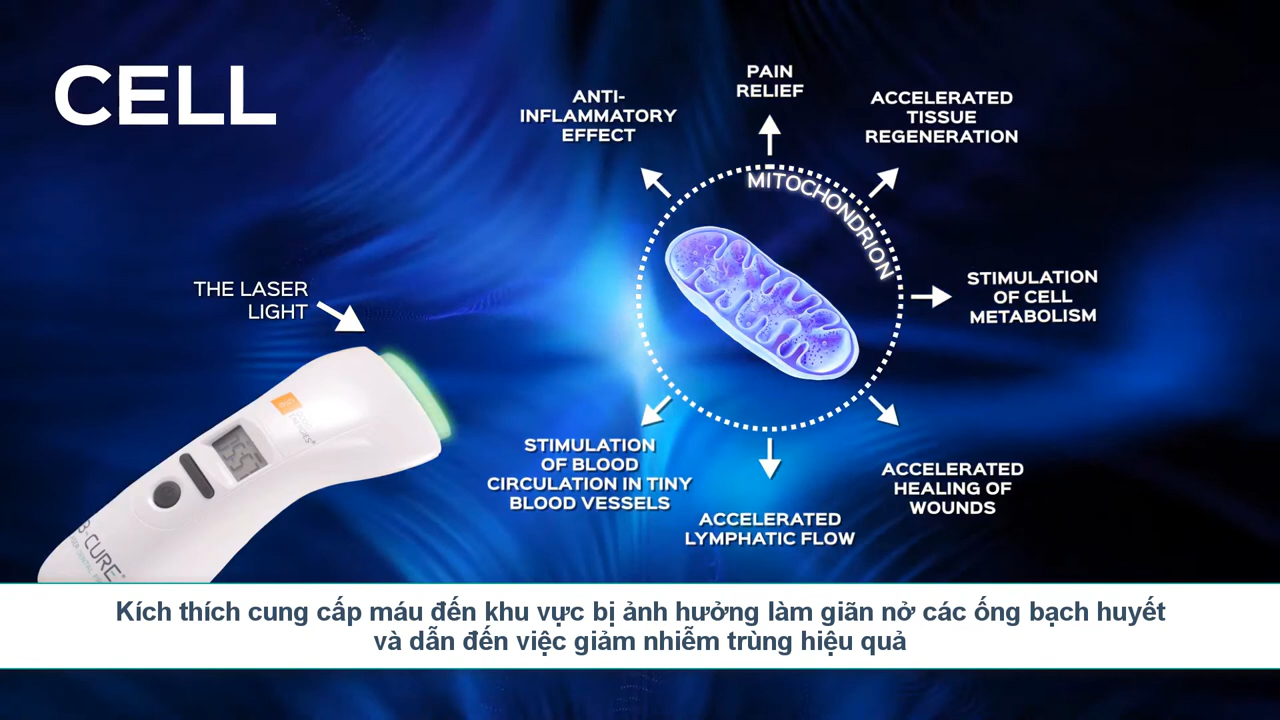 CELL
PAIN
RELIEF
ANTI-
INFLAMMATORY
EFFECT
ACCELERATED
TISSUE
REGENERATION
MITOCHONDRION
THE LASER
LIGHT
STIMULATION
OF CELL
METABOLISM
STIMULATION
OF BLOOD
CIRCULATION IN TINY
BLOOD VESSELS
ACCELERATED
LYMPHATIC FLOW
ACCELERATED
HEALING OF
WOUNDS
B-CURE
Kích thích cung cấp máu đến khu vực bị ảnh hưởng làm giãn nở các ống bạch huyết
và dẫn đến việc giảm nhiễm trùng hiệu quả